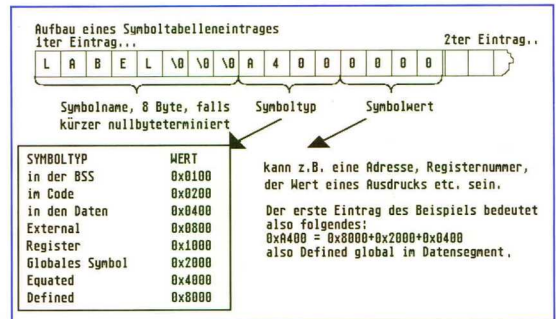 Aufbau eines Symboltabelleneintrages
1ter Eintrag... 2ter Eintrag..
L A B E L \0 \0 \0 A 4 0 0 0 0 0 0
Symbolname, 8 Byte, falls kürzer nullbyteterminiert
Symboltyp
Symbolwert
SYMBOLTYP WERT
in der BSS 0x0100
im Code 0x0200
in den Daten 0x0400
External 0x0800
Register 0x1000
Globales Symbol 0x2000
Equated 0x4000
Defined 0x8000
kann z.B. eine Adresse, Registernummer,
der Wert eines Ausdrucks etc. sein.
Der erste Eintrag des Beispiels bedeutet
also folgendes:
0xA400 = 0x8000+0x2000+0x0400
also Defined global im Datensegment.